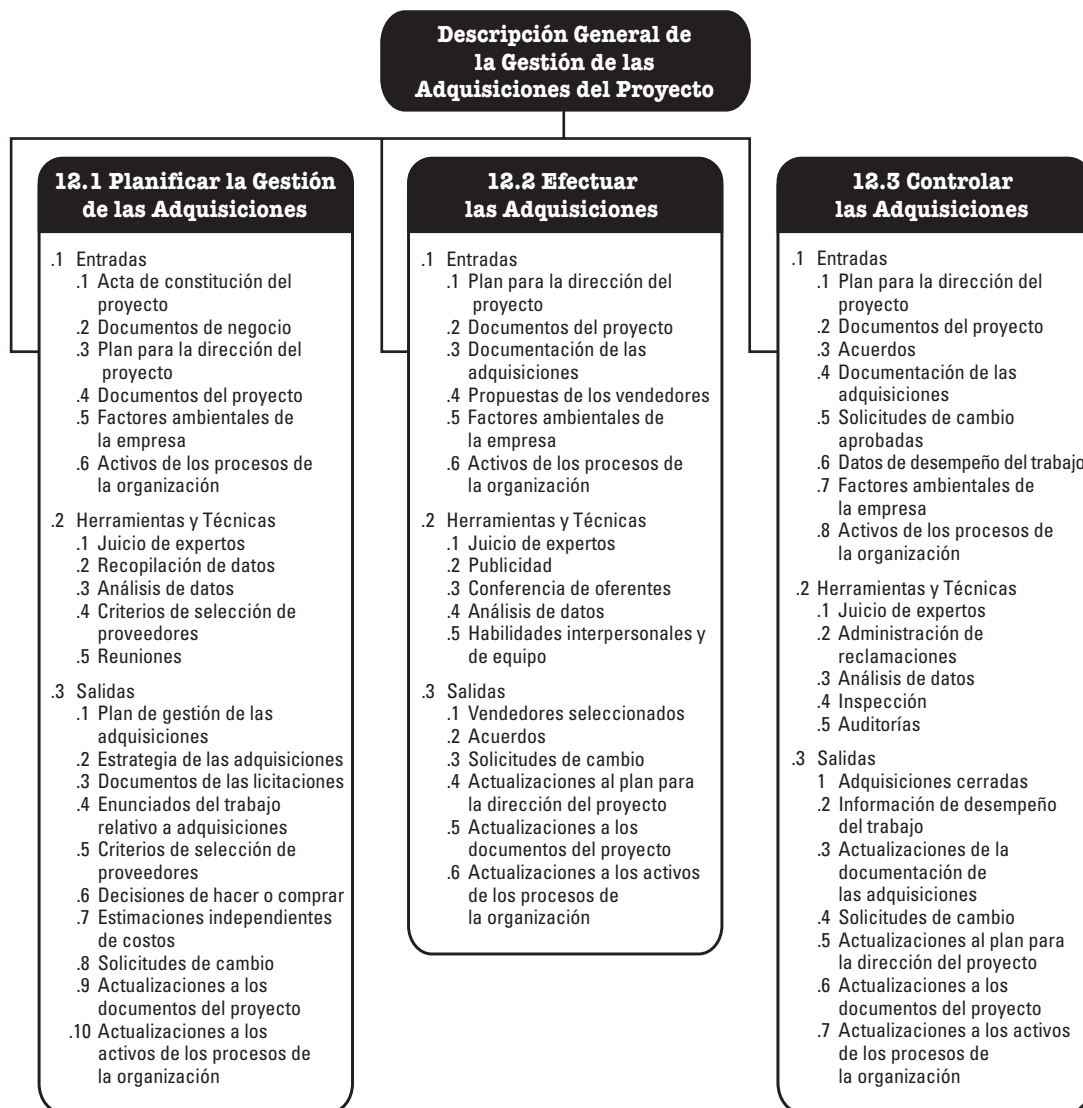 Descripción General de
la Gestión de las
Adquisiciones del Proyecto
12.1 Planificar la Gestión
de las Adquisiciones
.1 Entradas
.1 Acta de constitución del
proyecto
.2 Documentos de negocio
.3 Plan para la dirección del
proyecto
.4 Documentos del proyecto
.5 Factores ambientales de
la empresa
.6 Activos de los procesos de
la organización
.2 Herramientas y Técnicas
.1 Juicio de expertos
.2 Recopilación de datos
.3 Análisis de datos
.4 Criterios de selección de
proveedores
.5 Reuniones
.3 Salidas
.1 Plan de gestión de las
adquisiciones
.2 Estrategia de las adquisiciones
.3 Documentos de las licitaciones
.4 Enunciados del trabajo
relativo a adquisiciones
.5 Criterios de selección de
proveedores
.6 Decisiones de hacer o comprar
.7 Estimaciones independientes
de costos
.8 Solicitudes de cambio
.9 Actualizaciones a los
documentos del proyecto
.10 Actualizaciones a los
activos de los procesos de
la organización
12.2 Efectuar
las Adquisiciones
.1 Entradas
.1 Plan para la dirección del
proyecto
.2 Documentos del proyecto
.3 Documentación de las
adquisiciones
.4 Propuestas de los vendedores
.5 Factores ambientales de
la empresa
.6 Activos de los procesos de
la organización
.2 Herramientas y Técnicas
.1 Juicio de expertos
.2 Publicidad
.3 Conferencia de oferentes
.4 Análisis de datos
.5 Habilidades interpersonales y
de equipo
.3 Salidas
.1 Vendedores seleccionados
.2 Acuerdos
.3 Solicitudes de cambio
.4 Actualizaciones al plan para
la dirección del proyecto
.5 Actualizaciones a los
documentos del proyecto
.6 Actualizaciones a los activos
de los procesos de
la organización
12.3 Controlar
las Adquisiciones
.1 Entradas
.1 Plan para la dirección del
proyecto
.2 Documentos del proyecto
.3 Acuerdos
.4 Documentación de las
adquisiciones
.5 Solicitudes de cambio
aprobadas
.6 Datos de desempeño del trabajo
.7 Factores ambientales de
la empresa
.8 Activos de los procesos de
la organización
.2 Herramientas y Técnicas
.1 Juicio de expertos
.2 Administración de
reclamaciones
.3 Análisis de datos
.4 Inspección
.5 Auditorías
.3 Salidas
1 Adquisiciones cerradas
.2 Información de desempeño
del trabajo
.3 Actualizaciones de la
documentación de
las adquisiciones
.4 Solicitudes de cambio
.5 Actualizaciones al plan para
la dirección del proyecto
.6 Actualizaciones a los
documentos del proyecto
.7 Actualizaciones a los activos
de los procesos de
la organización